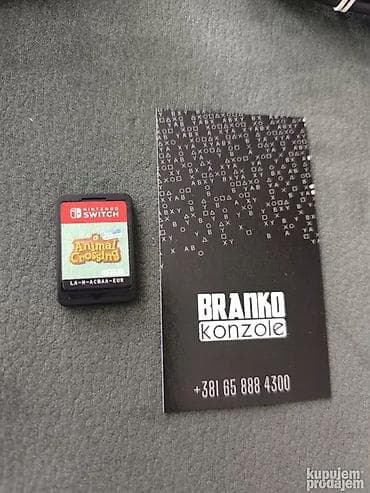 NINTENDO
SWITCH
Animal
Crossing
LA-H-ACBAA-EUR
BRANKO
Konzole
+381 65 888 4300
kupujem
prodajem